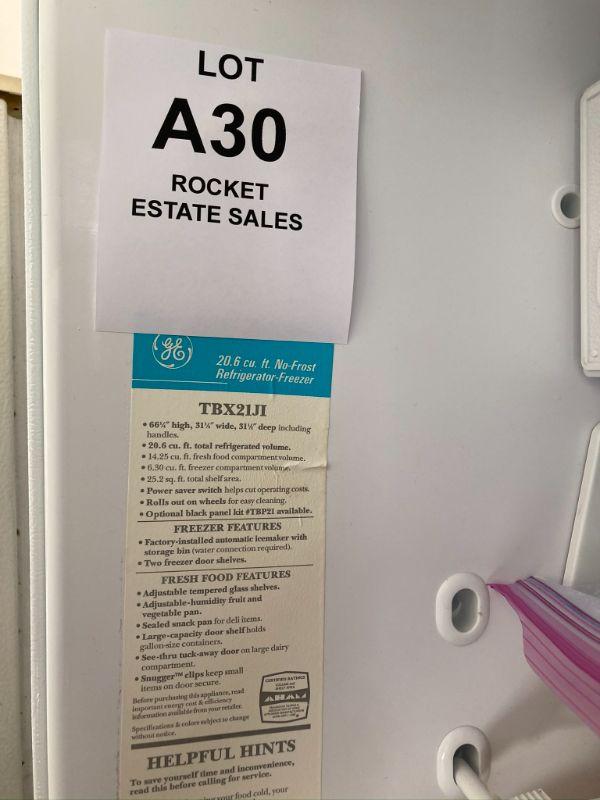 LOT
A30
ROCKET
ESTATE SALES
GE
20.6 cu. ft. No-Frost
Refrigerator-Freezer
TBX21JI
• 66¾" high, 31¼" wide, 31⅛" deep including
handles.
• 20.6 cu. ft. total refrigerated volume.
• 14.25 cu. ft. fresh food compartment volume.
• 6.30 cu. ft. freezer compartment volume.
• 25.2 sq. ft. total shelf area.
• Power saver switch helps cut operating costs.
• Rolls out on wheels for easy cleaning.
• Optional black panel kit #TBP21 available.
FREEZER FEATURES
• Factory-installed automatic icemaker with
storage bin (water connection required).
• Two freezer door shelves.
FRESH FOOD FEATURES
• Adjustable tempered glass shelves.
• Adjustable-humidity fruit and
vegetable pan.
• Sealed snack pan for deli items.
• Large-capacity door shelf holds
gallon-size containers.
• See-thru tuck-away door on large dairy
compartment.
• Snugger™ clips keep small
items on door secure.
Before purchasing this appliance, read
important energy cost & efficiency
information available from your retailer.
Specifications & colors subject to change
without notice.
CERTIFIED RATINGS
AHAM
HELPFUL HINTS
To save yourself time and inconvenience,
read this before calling for service.
your food cold, your